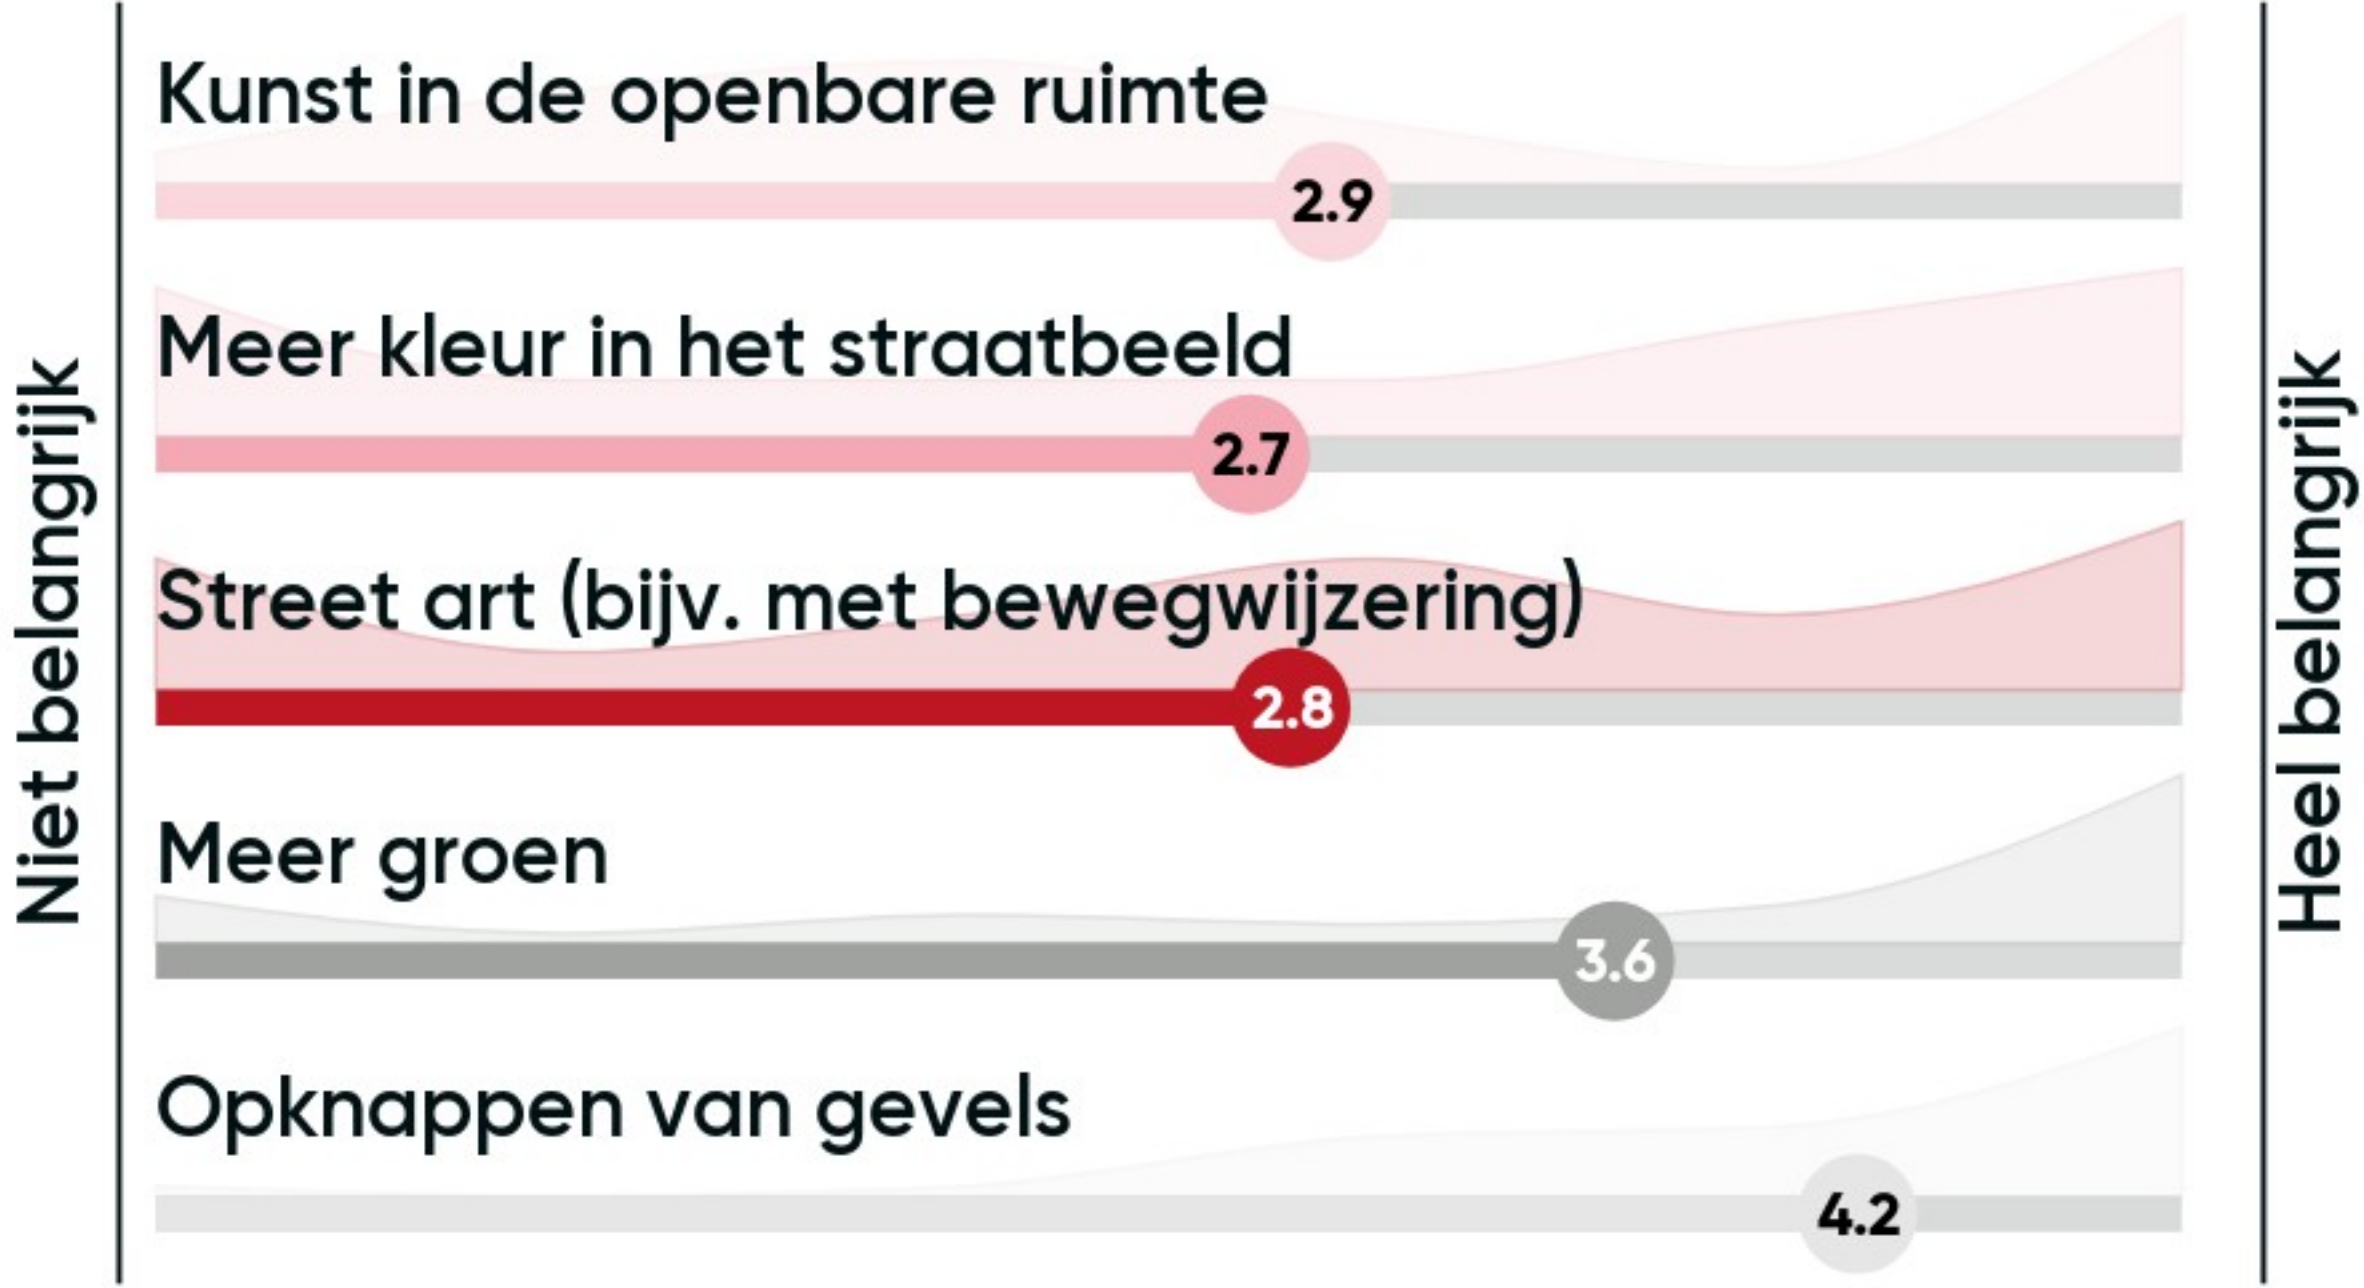 Niet belangrijk
Kunst in de openbare ruimte
2.9
Meer kleur in het straatbeeld
2.7
Street art (bijv. met bewegwijzering)
2.8
Meer groen
3.6
Opknappen van gevels
4.2
Heel belangrijk